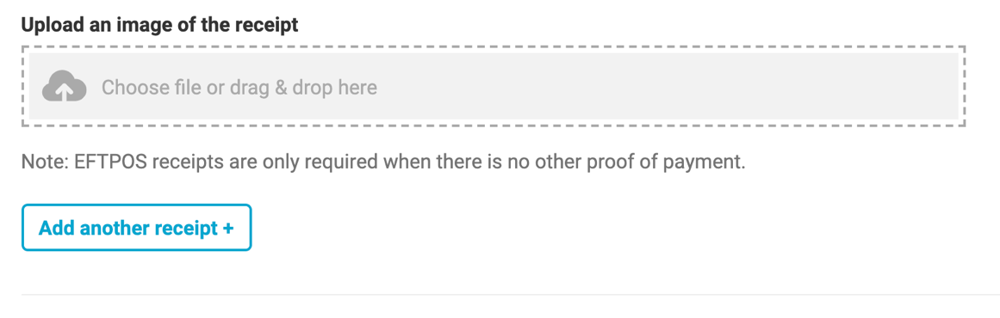 Upload an image of the receipt
Choose file or drag & drop here
Note: EFTPOS receipts are only required when there is no other proof of payment.
Add another receipt +